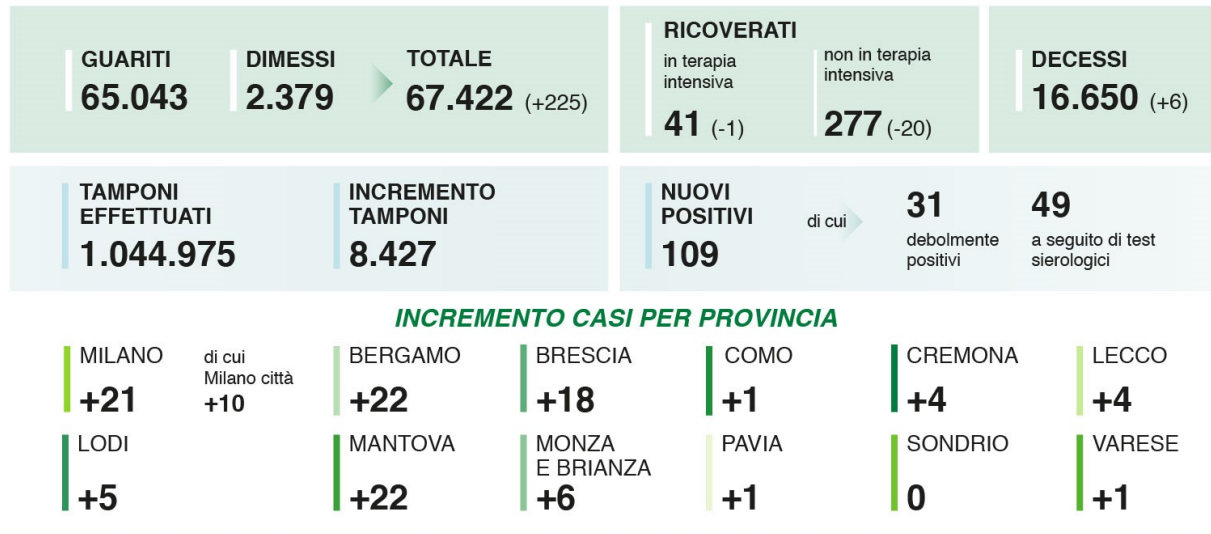 GUARITI
65.043
DIMESSI
2.379
TOTALE
67.422 (+225)
RICOVERATI
in terapia
intensiva
41 (-1)
non in terapia
intensiva
277 (-20)
DECESSI
16.650 (+6)
TAMPONI
EFFETTUATI
1.044.975
INCREMENTO
TAMPONI
8.427
NUOVI
POSITIVI
109
di cui
31
debolmente
positivi
49
a seguito di test
sierologici
INCREMENTO CASI PER PROVINCIA
MILANO
+21
di cui
Milano città
+10
BERGAMO
+22
BRESCIA
+18
COMO
+1
CREMONA
+4
LECCO
+4
LODI
+5
MANTOVA
+22
MONZA
E BRIANZA
+6
PAVIA
+1
SONDRIO
0
VARESE
+1